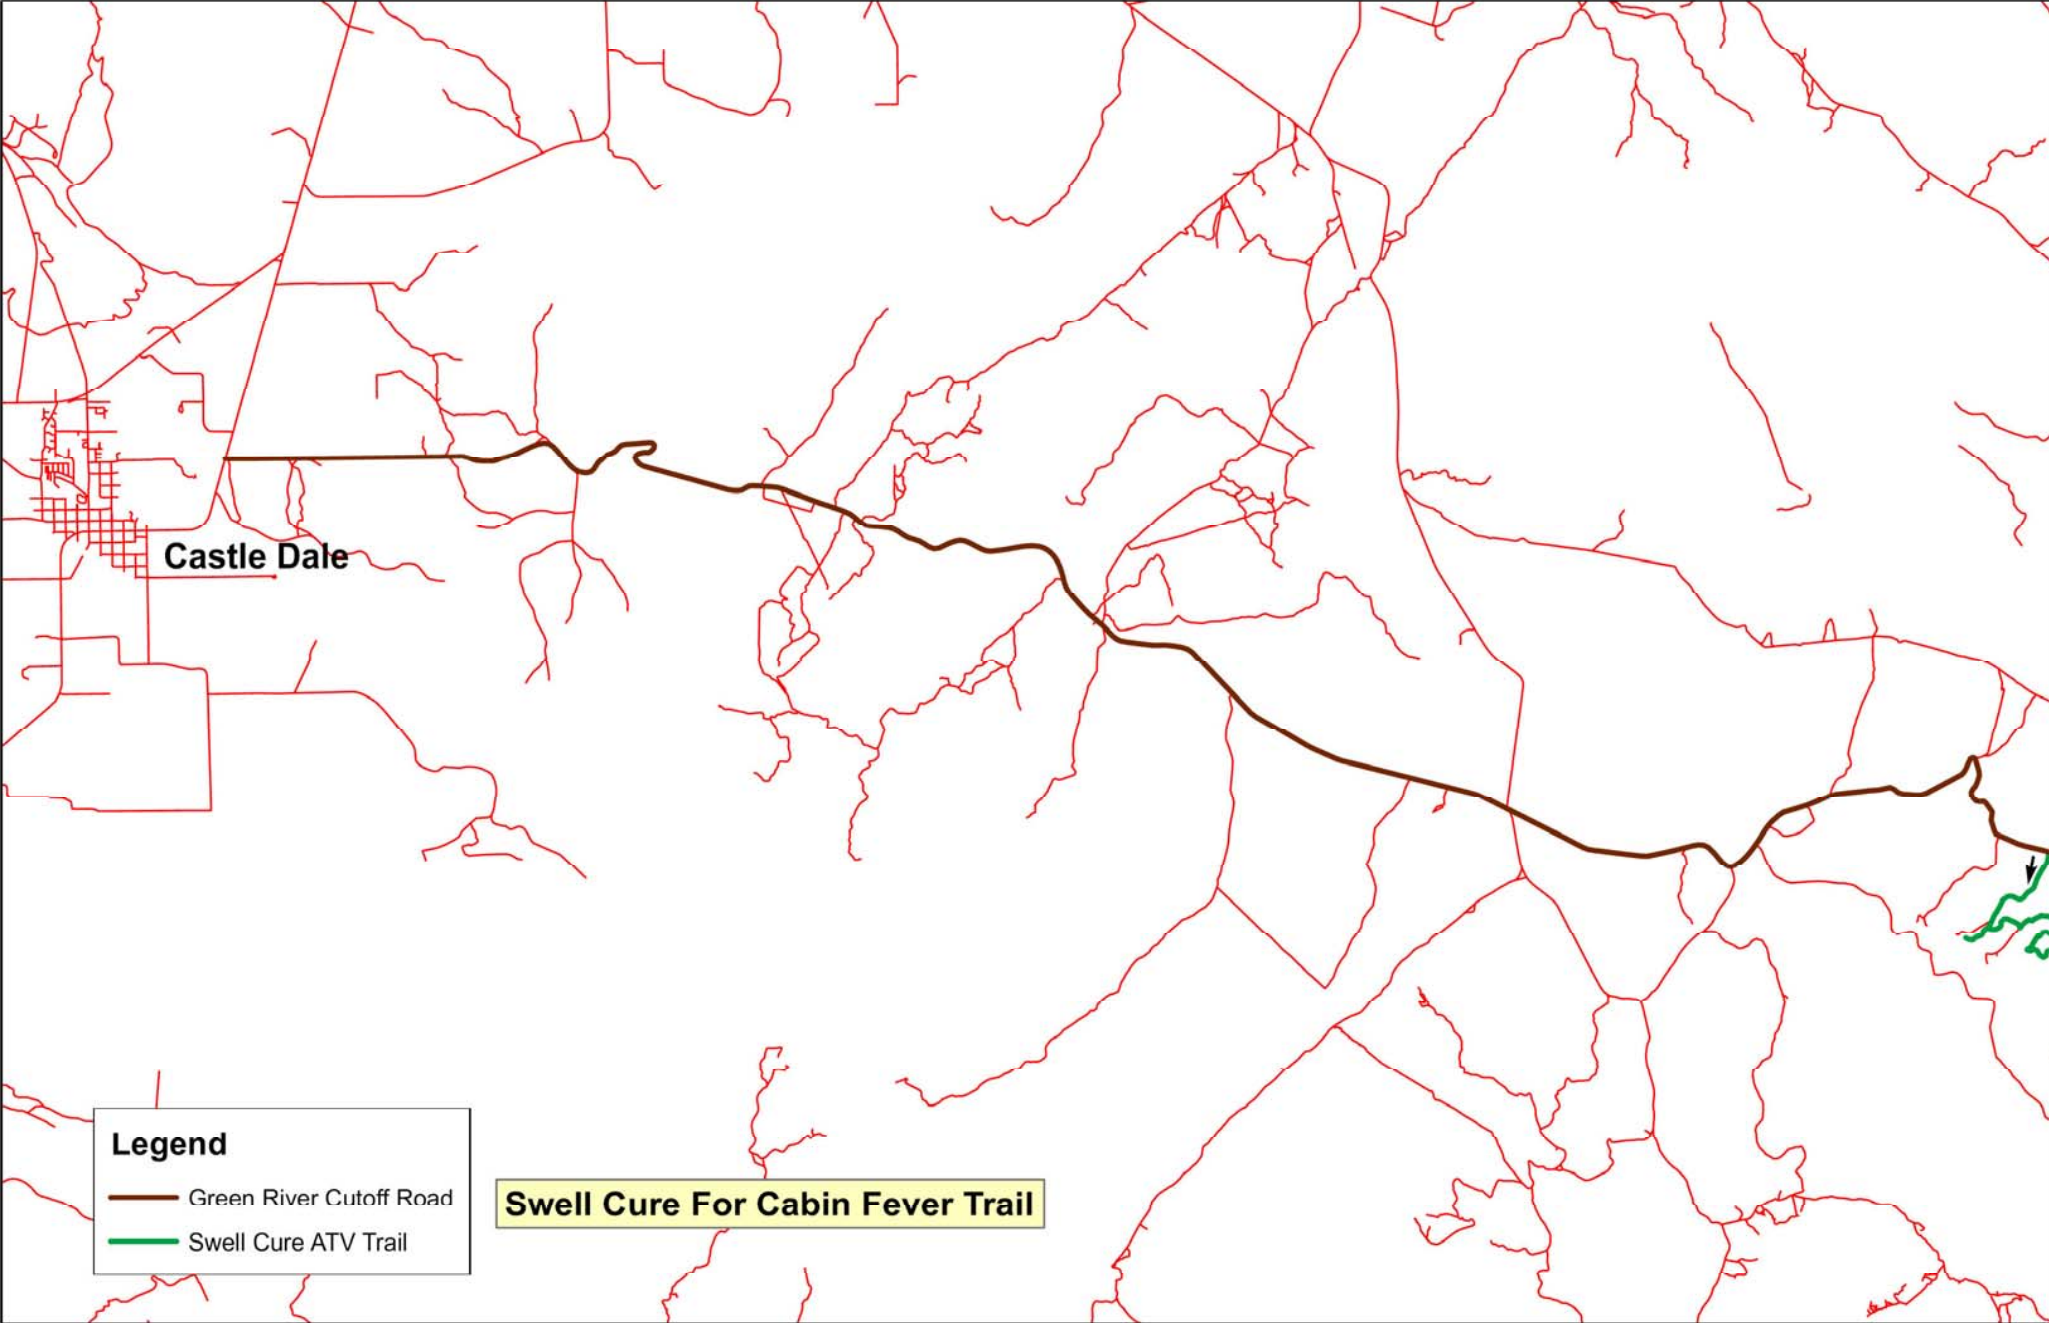 Castle Dale
Legend
Green River Cutoff Road
Swell Cure ATV Trail
Swell Cure For Cabin Fever Trail